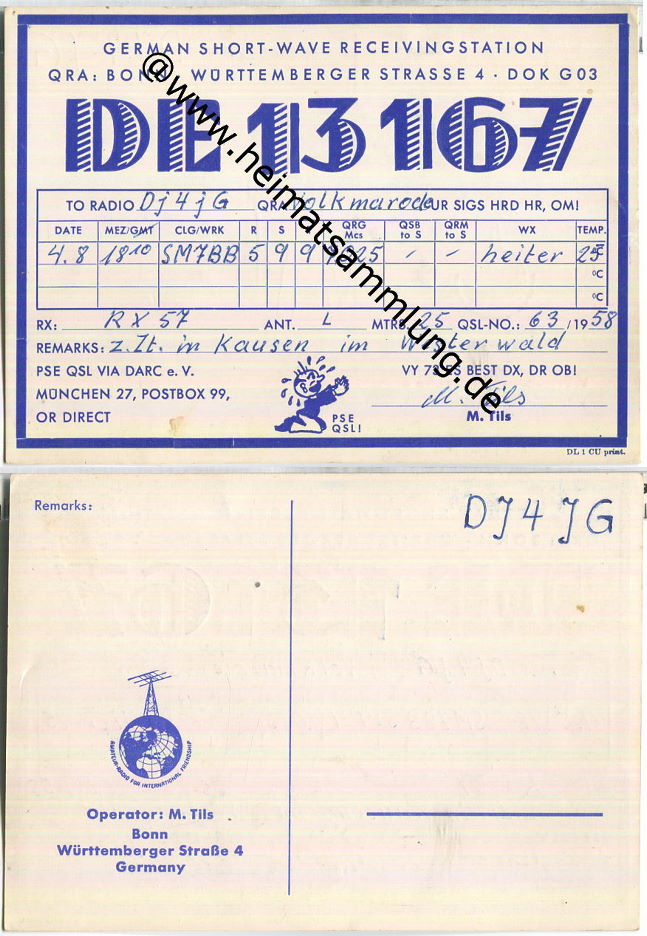 GERMAN SHORT-WAVE RECEIVINGSTATION
QRA: BONN, WÜRTTEMBERGER STRASSE 4 · DOK G03
DE 13167
TO RADIO Dj4jG QRA Volkmarode UR SIGS HRD HR, OM!
DATE MEZ/GMT CLG/WRK R S T QRG Mcs QSB to S QRM to S WX TEMP.
4.8 18 10 SM7BB 5 9 9 - - heiter 25
°C
°C
RX: RX 57 ANT. L MTRS. 25 QSL-NO.: 63 /1958
REMARKS: z.Zt. in Kausen im Westerwald
PSE QSL VIA DARC e. V. VY 73 ES BEST DX, DR OB!
MÜNCHEN 27, POSTBOX 99, M. Tils
OR DIRECT PSE QSL! M. Tils
DL 1 CU print.
@www.heimatsammlung.de
Remarks: DJ4JG
AMATEUR-RADIO FOR INTERNATIONAL FRIENDSHIP
Operator: M. Tils
Bonn
Württemberger Straße 4
Germany